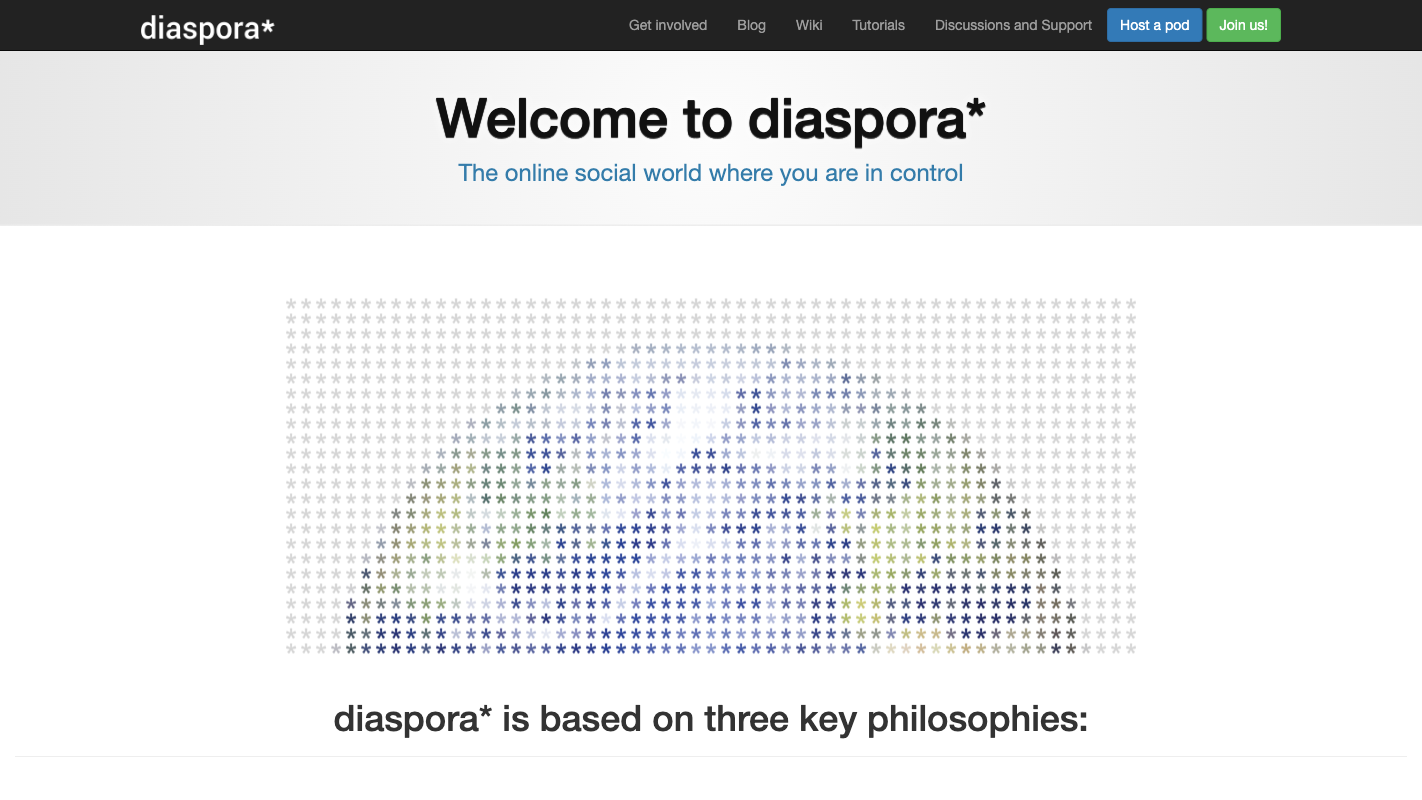 diaspora*
Get involved
Blog
Wiki
Tutorials
Discussions and Support
Host a pod
Join us!
Welcome to diaspora*
The online social world where you are in control
diaspora* is based on three key philosophies: